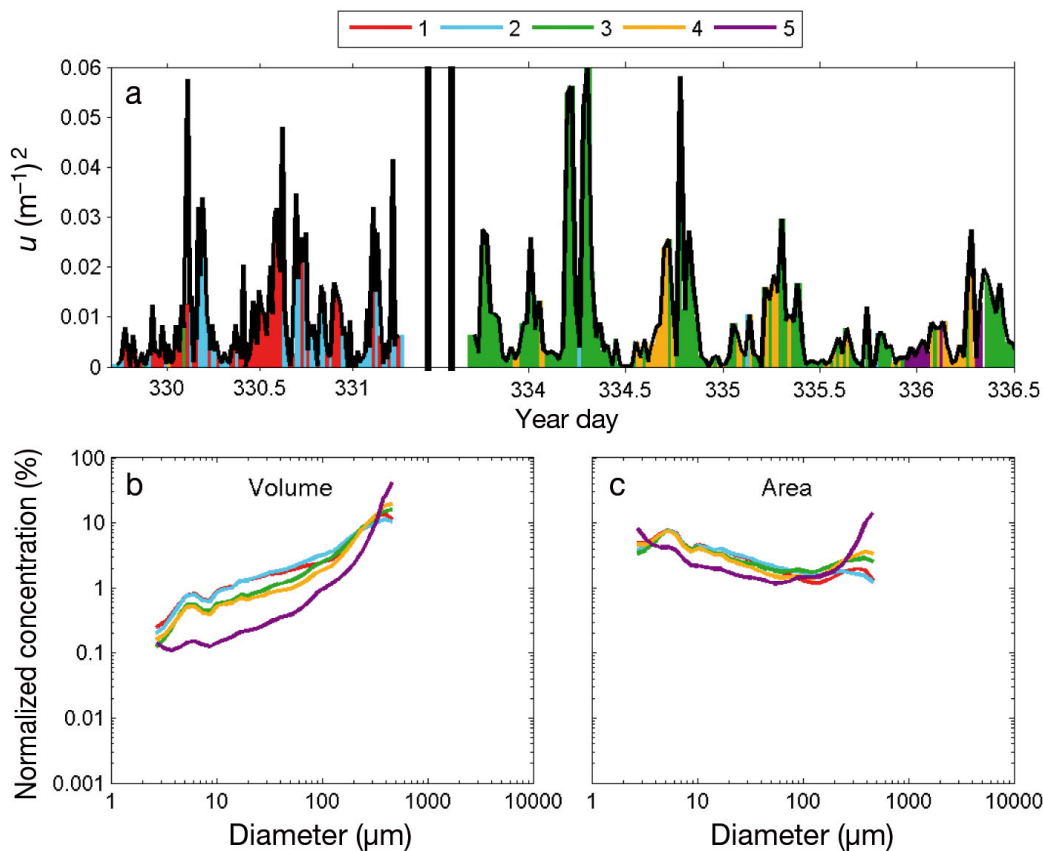 1 2 3 4 5
a
u (m⁻¹)²
0.06
0.05
0.04
0.03
0.02
0.01
0
330 330.5 331 334 334.5 335 335.5 336 336.5
Year day
b Volume
c Area
Normalized concentration (%)
100
10
1
0.1
0.01
0.001
1 10 100 1000 10000
1 10 100 1000 10000
Diameter (µm)
Diameter (µm)